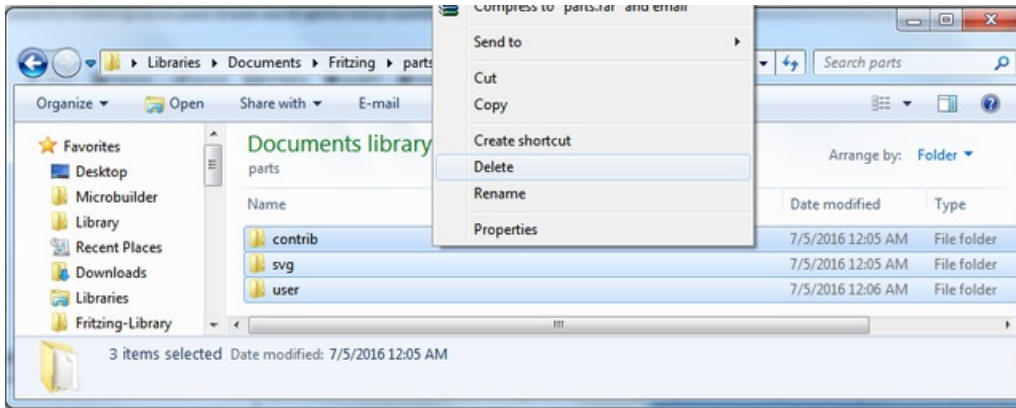 Compress to "parts.rar" and email
Send to
Cut
Copy
Create shortcut
Delete
Rename
Properties
Libraries Documents Fritzing parts
Search parts
Organize Open Share with E-mail
Favorites
Desktop
Microbuilder
Library
Recent Places
Downloads
Libraries
Fritzing-Library
Documents library
parts
Arrange by: Folder
Name Date modified Type
contrib 7/5/2016 12:05 AM File folder
svg 7/5/2016 12:05 AM File folder
user 7/5/2016 12:06 AM File folder
3 items selected Date modified: 7/5/2016 12:05 AM